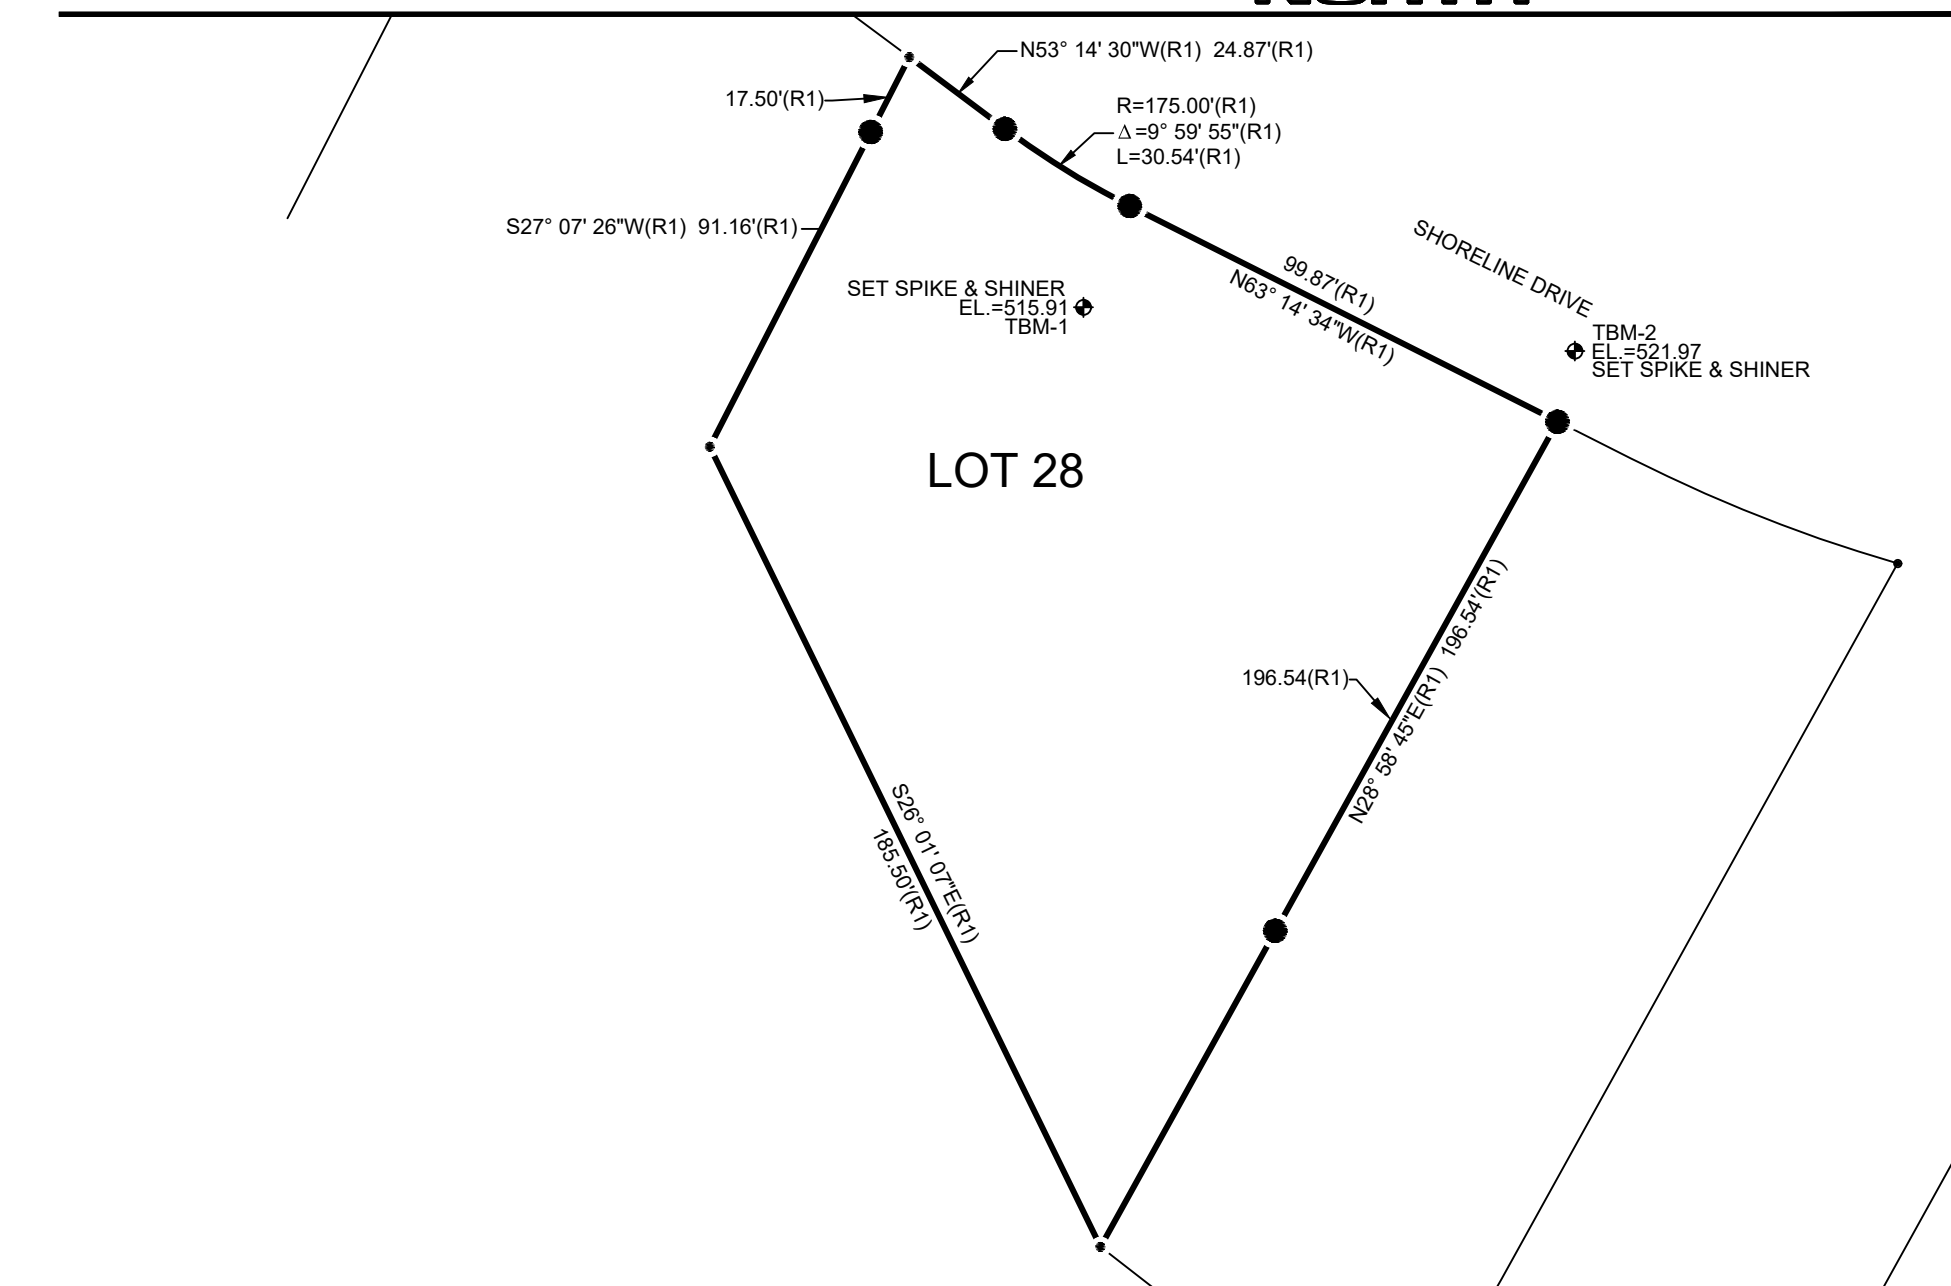 N53° 14' 30"W(R1) 24.87'(R1)
17.50'(R1)
R=175.00'(R1)
Δ=9° 59' 55"(R1)
L=30.54'(R1)
S27° 07' 26"W(R1) 91.16'(R1)
SHORELINE DRIVE
99.87'(R1)
N63° 14' 34"W(R1)
SET SPIKE & SHINER
EL.=515.91
TBM-1
TBM-2
EL.=521.97
SET SPIKE & SHINER
LOT 28
N28° 58' 45"E(R1) 196.54'(R1)
196.54(R1)
S26° 01' 07"E(R1)
185.50'(R1)